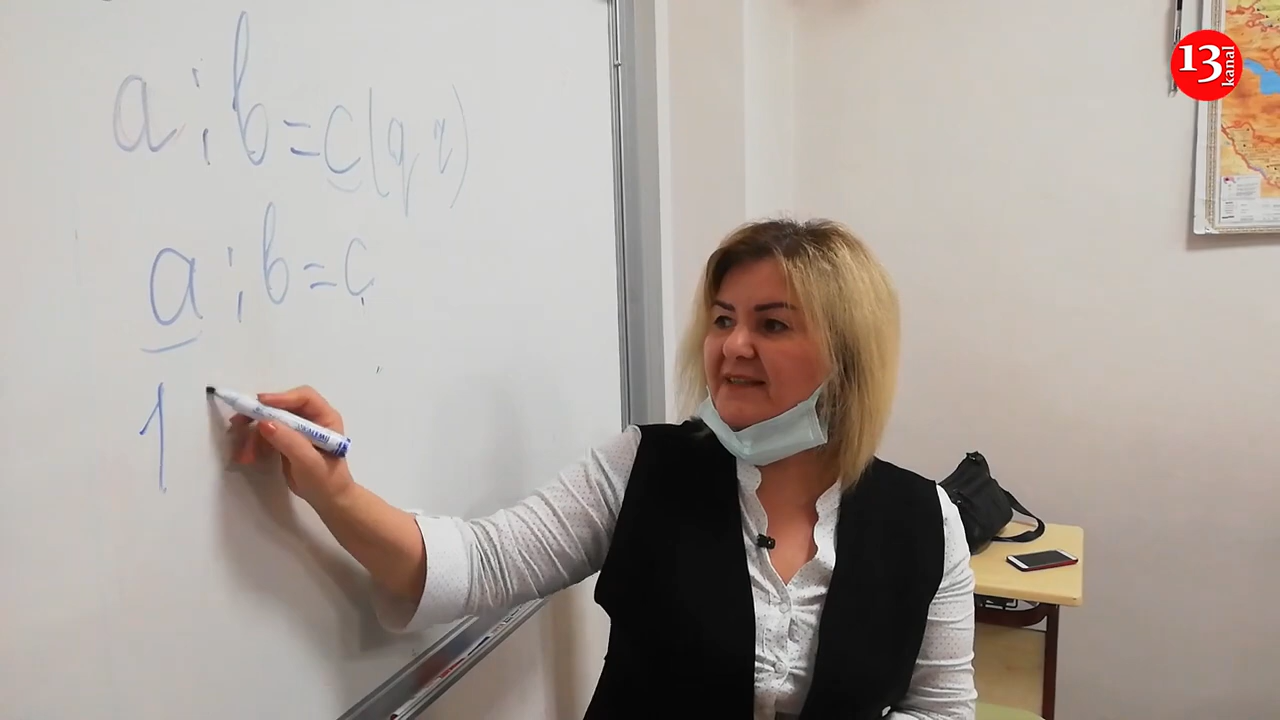 a : b = c (q r)
a : b = c
1
13
kanal